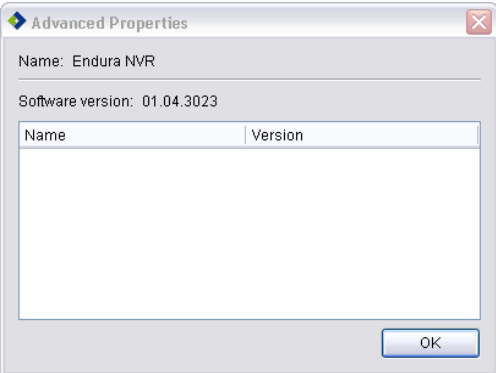 Advanced Properties
Name: Endura NVR
Software version: 01.04.3023
Name Version
OK